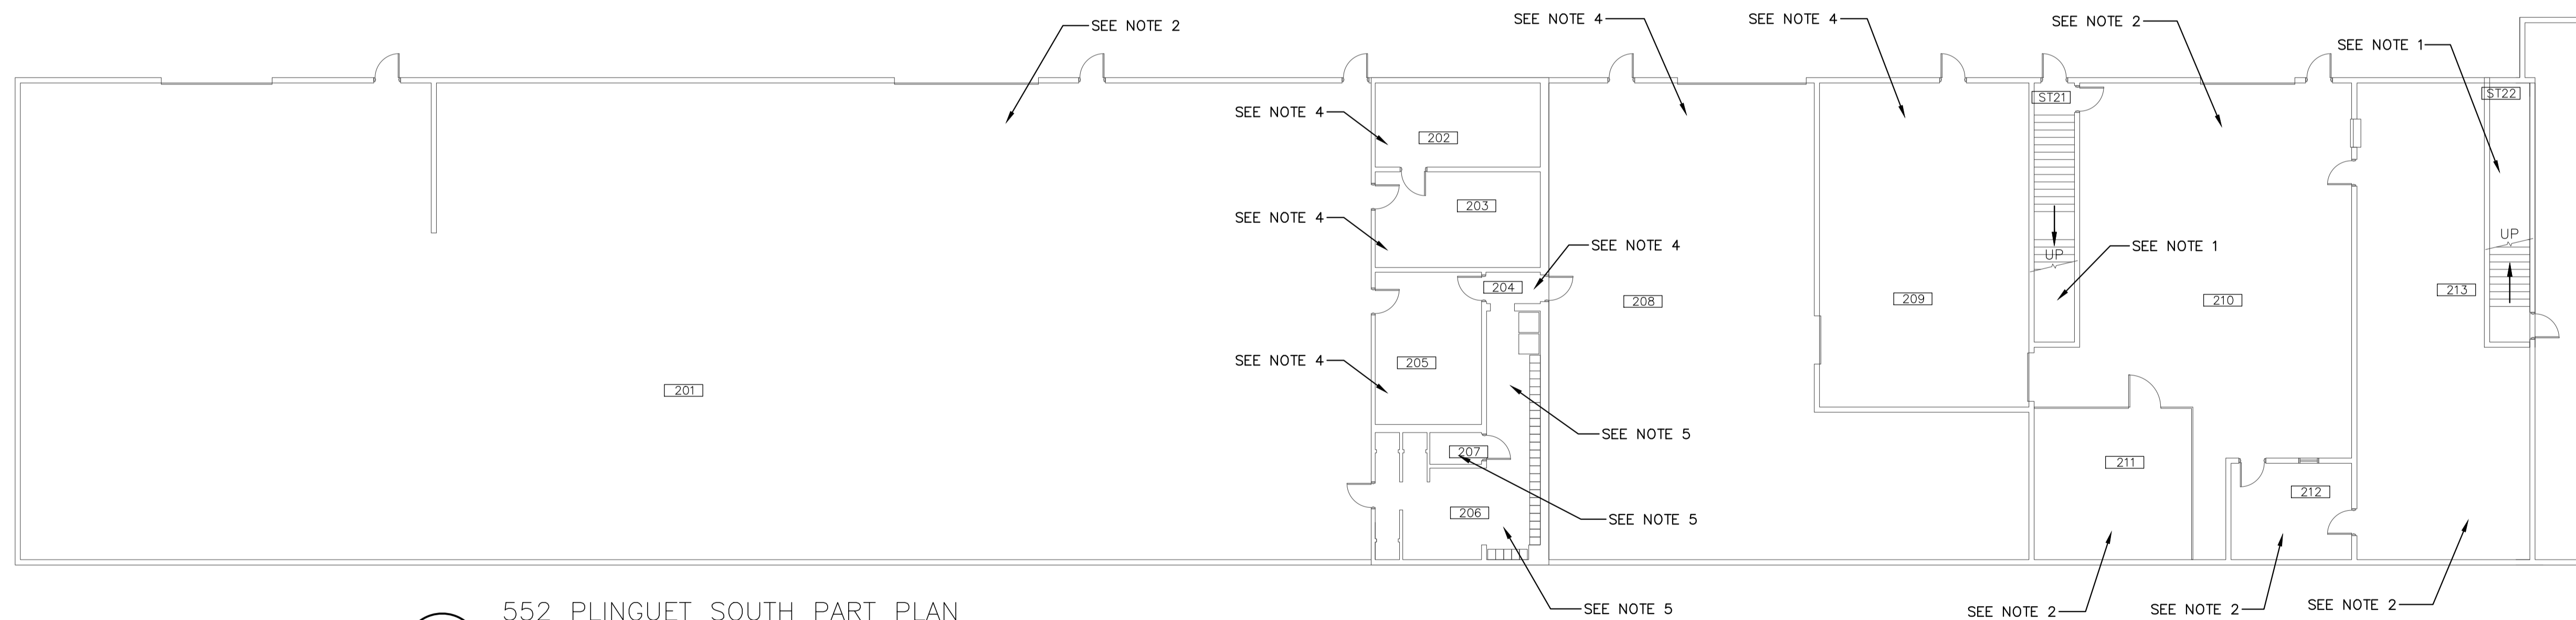 SEE NOTE 2
SEE NOTE 4
SEE NOTE 4
SEE NOTE 2
SEE NOTE 1
ST21
ST22
SEE NOTE 4
202
203
SEE NOTE 4
SEE NOTE 4
UP
UP
SEE NOTE 1
204
208
209
210
213
SEE NOTE 4
205
201
SEE NOTE 5
207
211
212
206
SEE NOTE 5
SEE NOTE 5
SEE NOTE 2
SEE NOTE 2
SEE NOTE 2
552 PLINGUET SOUTH PART PLAN